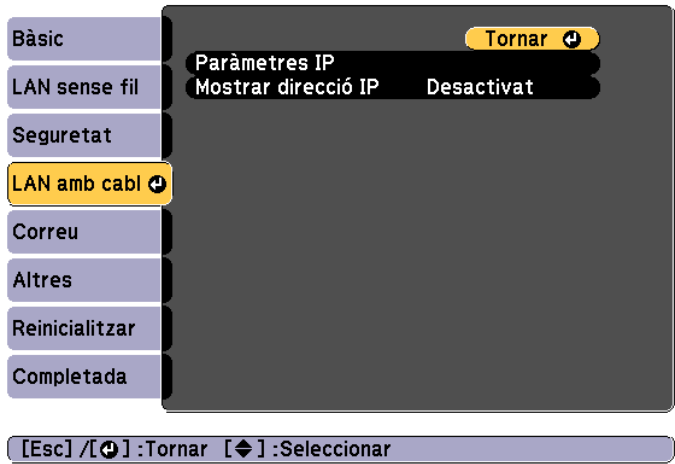 Bàsic
LAN sense fil
Seguretat
LAN amb cabl
Correu
Altres
Reinicialitzar
Completada
Tornar
Paràmetres IP
Mostrar direcció IP Desactivat
[Esc] /[ ] :Tornar [ ] :Seleccionar